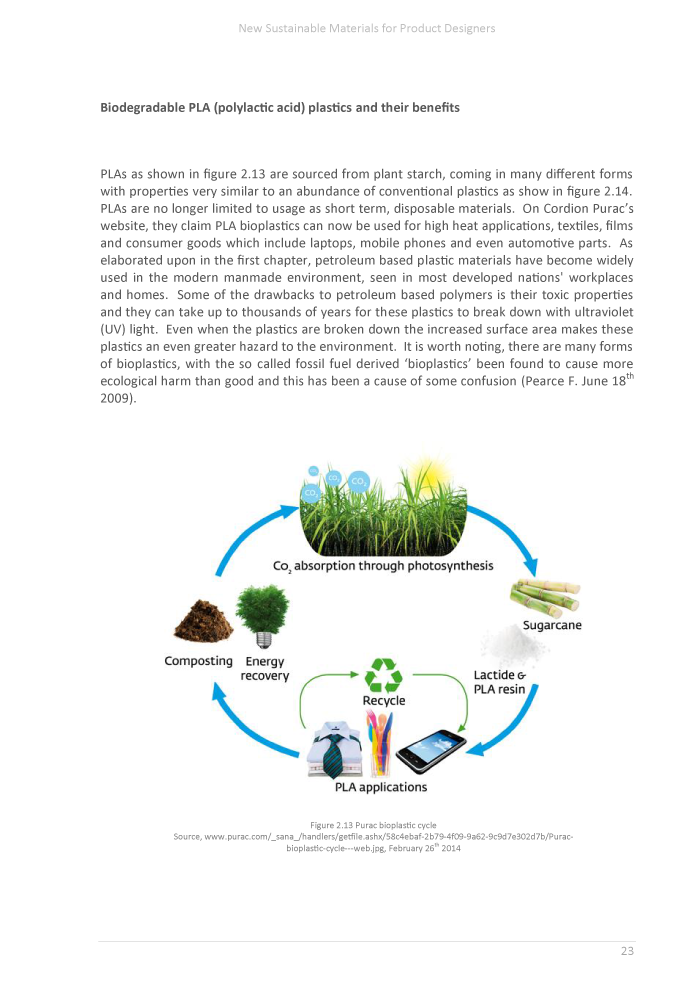 New Sustainable Materials for Product Designers
Biodegradable PLA (polylactic acid) plastics and their benefits
PLAs as shown in figure 2.13 are sourced from plant starch, coming in many different forms
with properties very similar to an abundance of conventional plastics as show in figure 2.14.
PLAs are no longer limited to usage as short term, disposable materials.  On Cordion Purac's
website, they claim PLA bioplastics can now be used for high heat applications, textiles, films
and consumer goods which include laptops, mobile phones and even automotive parts.  As
elaborated upon in the first chapter, petroleum based plastic materials have become widely
used in the modern manmade environment, seen in most developed nations' workplaces
and homes.  Some of the drawbacks to petroleum based polymers is their toxic properties
and they can take up to thousands of years for these plastics to break down with ultraviolet
(UV) light.  Even when the plastics are broken down the increased surface area makes these
plastics an even greater hazard to the environment.  It is worth noting, there are many forms
of bioplastics, with the so called fossil fuel derived 'bioplastics' been found to cause more
ecological harm than good and this has been a cause of some confusion (Pearce F. June 18th
2009).
CO2
CO2
CO2
CO2
Co2 absorption through photosynthesis
Sugarcane
Lactide &
PLA resin
Composting
Energy
recovery
Recycle
PLA applications
Figure 2.13 Purac bioplastic cycle
Source, www.purac.com/_sana_/handlers/getfile.ashx/58c4ebaf-2b79-4f09-9a62-9c9d7e302d7b/Purac-
bioplastic-cycle---web.jpg, February 26th 2014
23